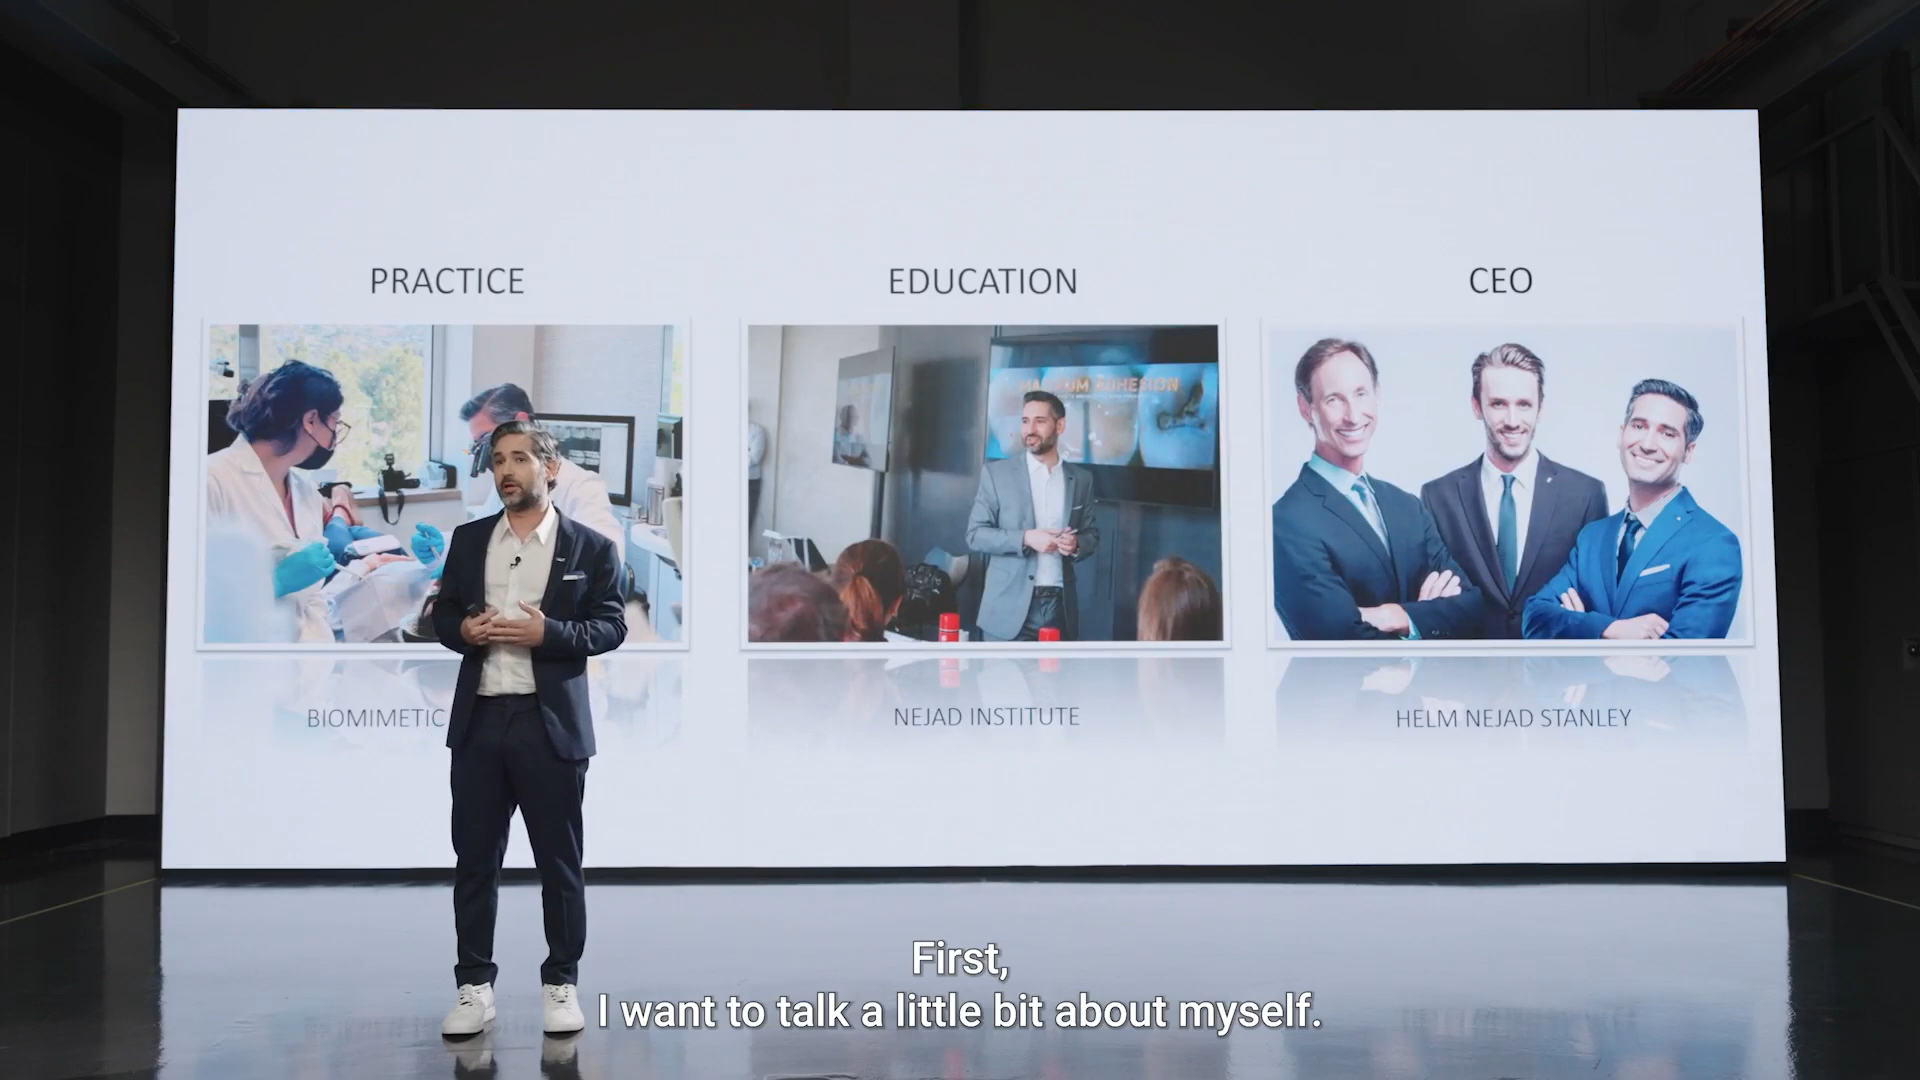 PRACTICE
EDUCATION
CEO
BIOMIMETIC
NEJAD INSTITUTE
HELM NEJAD STANLEY
First,
I want to talk a little bit about myself.